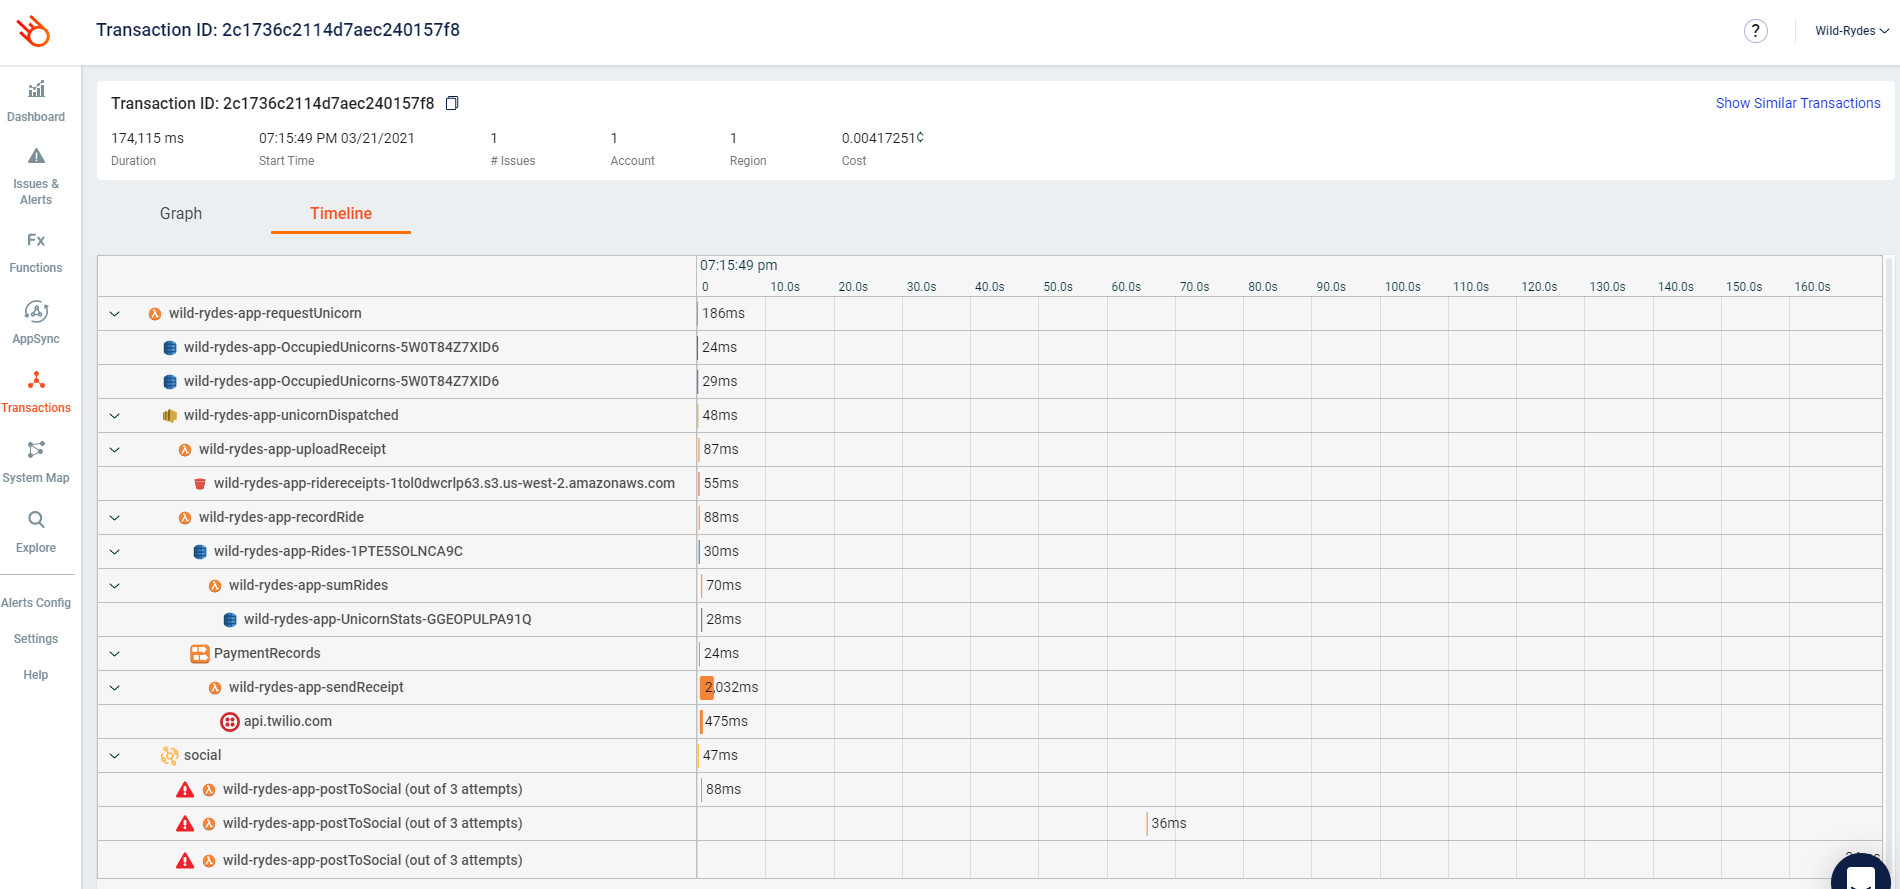 Transaction ID: 2c1736c2114d7aec240157f8
?
Wild-Rydes
Dashboard
Issues &
Alerts
Fx
Functions
AppSync
Transactions
System Map
Explore
Alerts Config
Settings
Help
Transaction ID: 2c1736c2114d7aec240157f8
Show Similar Transactions
174,115 ms 07:15:49 PM 03/21/2021 1 1 1 0.00417251¢
Duration Start Time # Issues Account Region Cost
Graph Timeline
07:15:49 pm
0 10.0s 20.0s 30.0s 40.0s 50.0s 60.0s 70.0s 80.0s 90.0s 100.0s 110.0s 120.0s 130.0s 140.0s 150.0s 160.0s
wild-rydes-app-requestUnicorn 186ms
wild-rydes-app-OccupiedUnicorns-5W0T84Z7XID6 24ms
wild-rydes-app-OccupiedUnicorns-5W0T84Z7XID6 29ms
wild-rydes-app-unicornDispatched 48ms
wild-rydes-app-uploadReceipt 87ms
wild-rydes-app-ridereceipts-1tol0dwcrlp63.s3.us-west-2.amazonaws.com 55ms
wild-rydes-app-recordRide 88ms
wild-rydes-app-Rides-1PTE5SOLNCA9C 30ms
wild-rydes-app-sumRides 70ms
wild-rydes-app-UnicornStats-GGEOPULPA91Q 28ms
PaymentRecords 24ms
wild-rydes-app-sendReceipt 2,032ms
api.twilio.com 475ms
social 47ms
wild-rydes-app-postToSocial (out of 3 attempts) 88ms
wild-rydes-app-postToSocial (out of 3 attempts) 36ms
wild-rydes-app-postToSocial (out of 3 attempts)